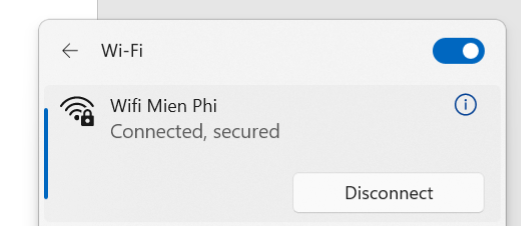 Wi-Fi
Wifi Mien Phi
Connected, secured
Disconnect